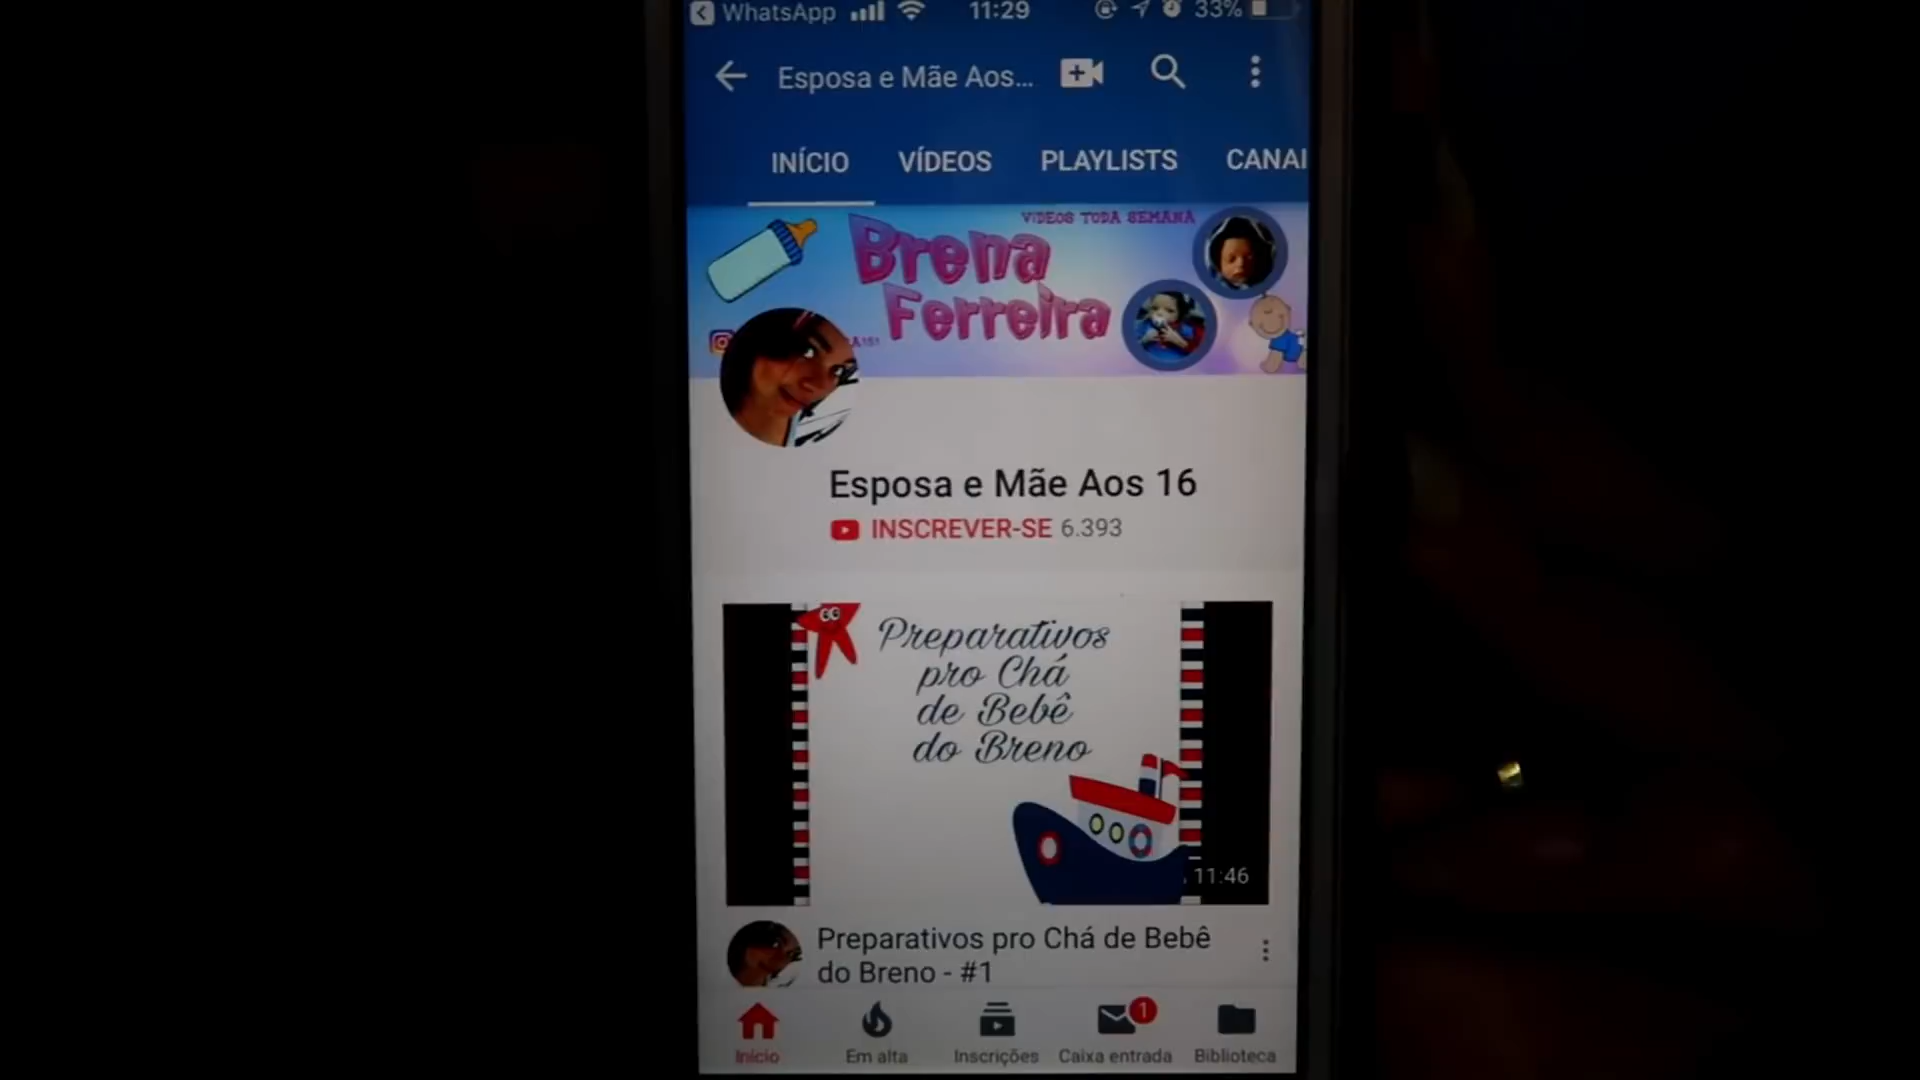 WhatsApp 11:29 33%
Esposa e Mãe Aos...
INÍCIO VÍDEOS PLAYLISTS CANAI
VÍDEOS TODA SEMANA
Brena
Ferreira
Esposa e Mãe Aos 16
INSCREVER-SE 6.393
Preparativos
pro Chá
de Bebê
do Breno
11:46
Preparativos pro Chá de Bebê
do Breno - #1
1
Início Em alta Inscrições Caixa entrada Biblioteca